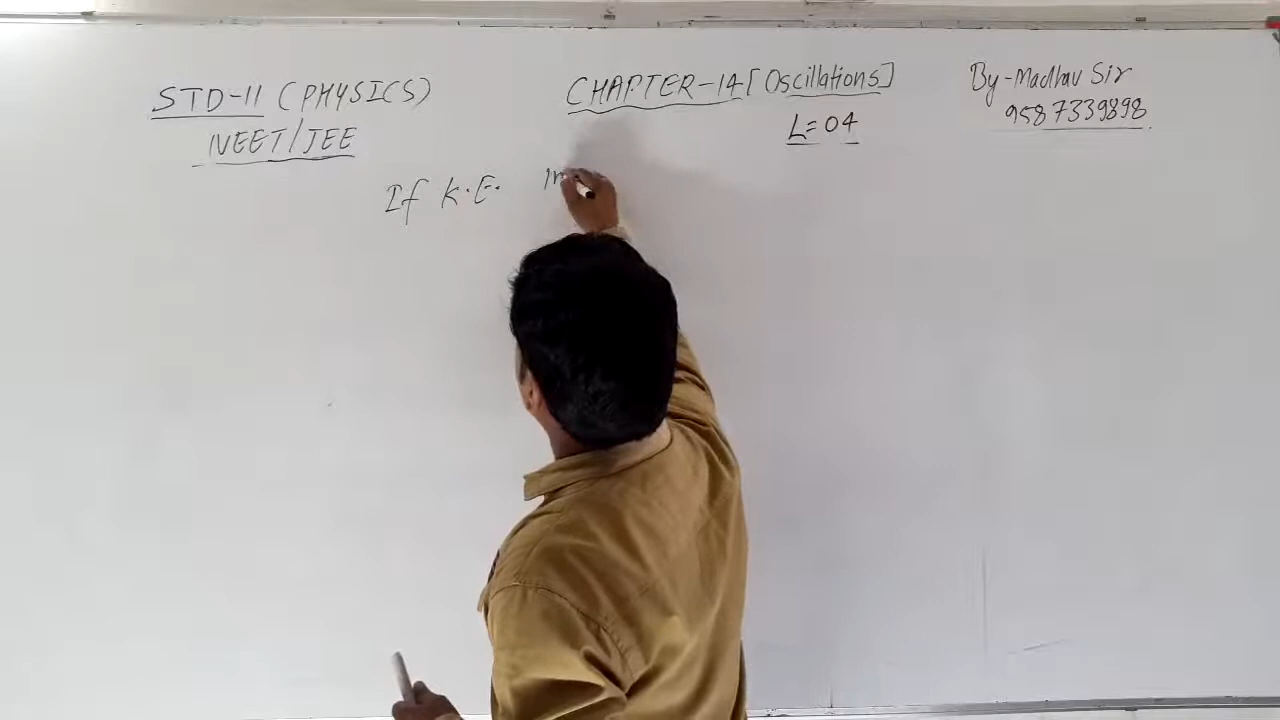 STD-11 (PHYSICS)
NEET/JEE
CHAPTER-14 [Oscillations]
L=04
By-Madhav Sir
9587339898
If K.E.